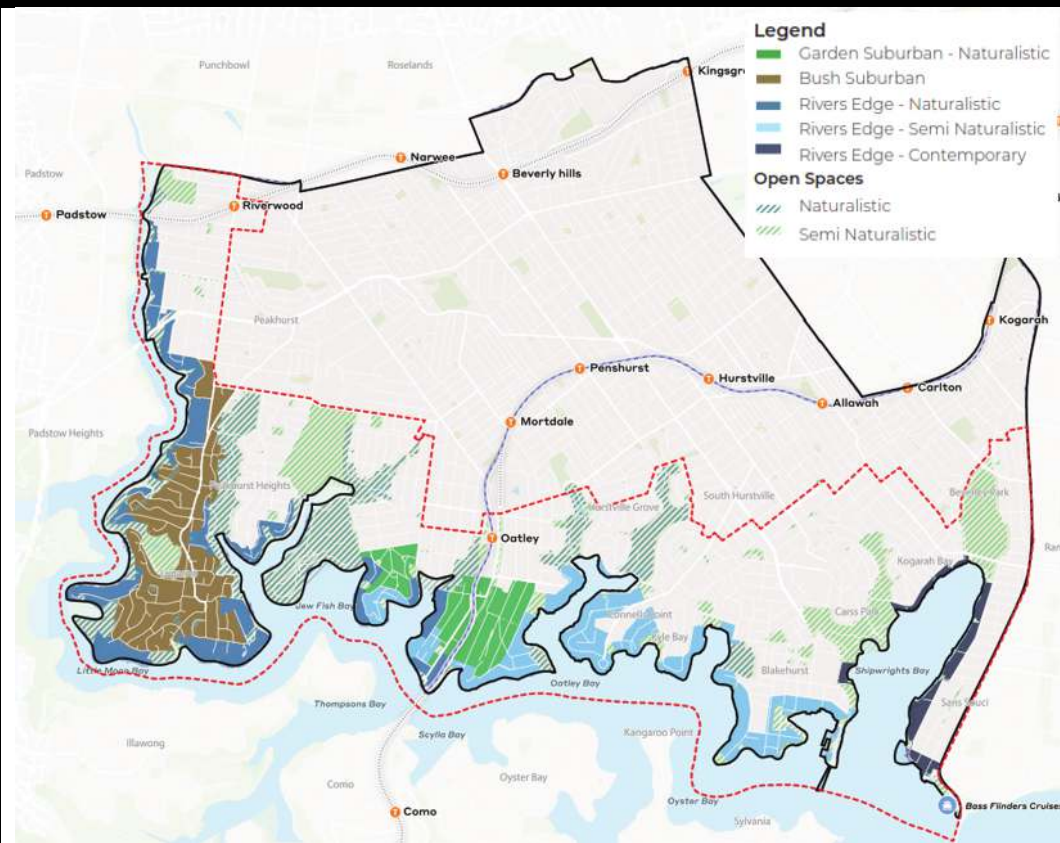 Legend
Garden Suburban - Naturalistic
Bush Suburban
Rivers Edge - Naturalistic
Rivers Edge - Semi Naturalistic
Rivers Edge - Contemporary
Open Spaces
Naturalistic
Semi Naturalistic
Punchbowl
Roselands
Kingsgr
Narwee
Padstow
Beverly hills
Riverwood
Padstow
Peakhurst
Kogarah
Penshurst
Hurstville
Carlton
Allawah
Mortdale
Padstow Heights
Peakhurst Heights
South Hurstville
Beverley Park
Hurstville Grove
Oatley
Ram
Kogarah Bay
Jew Fish Bay
Connells Point
Carss Park
Kyle Bay
Little Moon Bay
Blakehurst
Shipwrights Bay
Oatley Bay
Thompsons Bay
Sans Souci
Scylla Bay
Kangaroo Point
Illawong
Como
Oyster Bay
Oyster Bay
Como
Sylvania
Bass Flinders Cruises